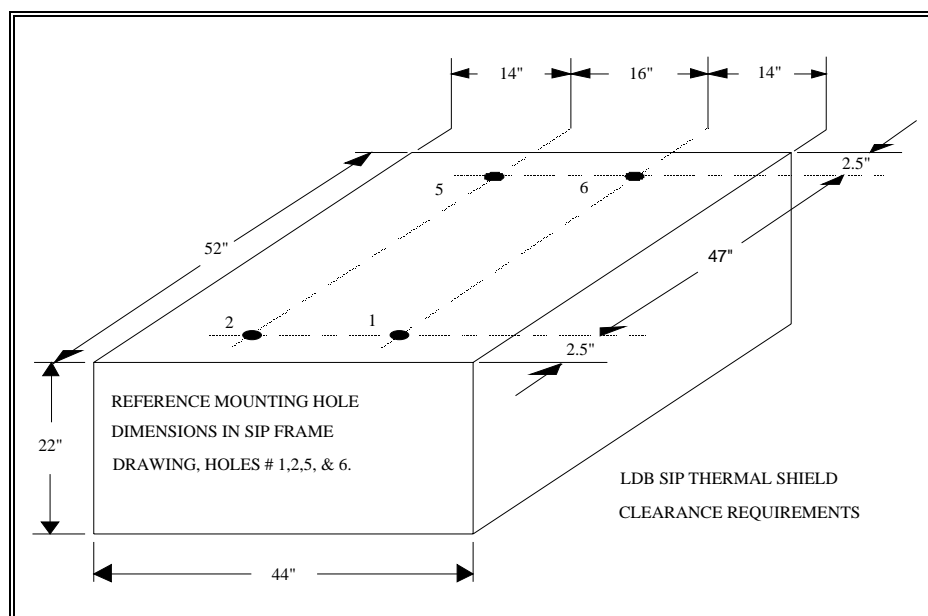 14"
16"
14"
2.5"
5
6
52"
47"
2
1
2.5"
REFERENCE MOUNTING HOLE
DIMENSIONS IN SIP FRAME
DRAWING, HOLES # 1,2,5, & 6.
22"
LDB SIP THERMAL SHIELD
CLEARANCE REQUIREMENTS
44"